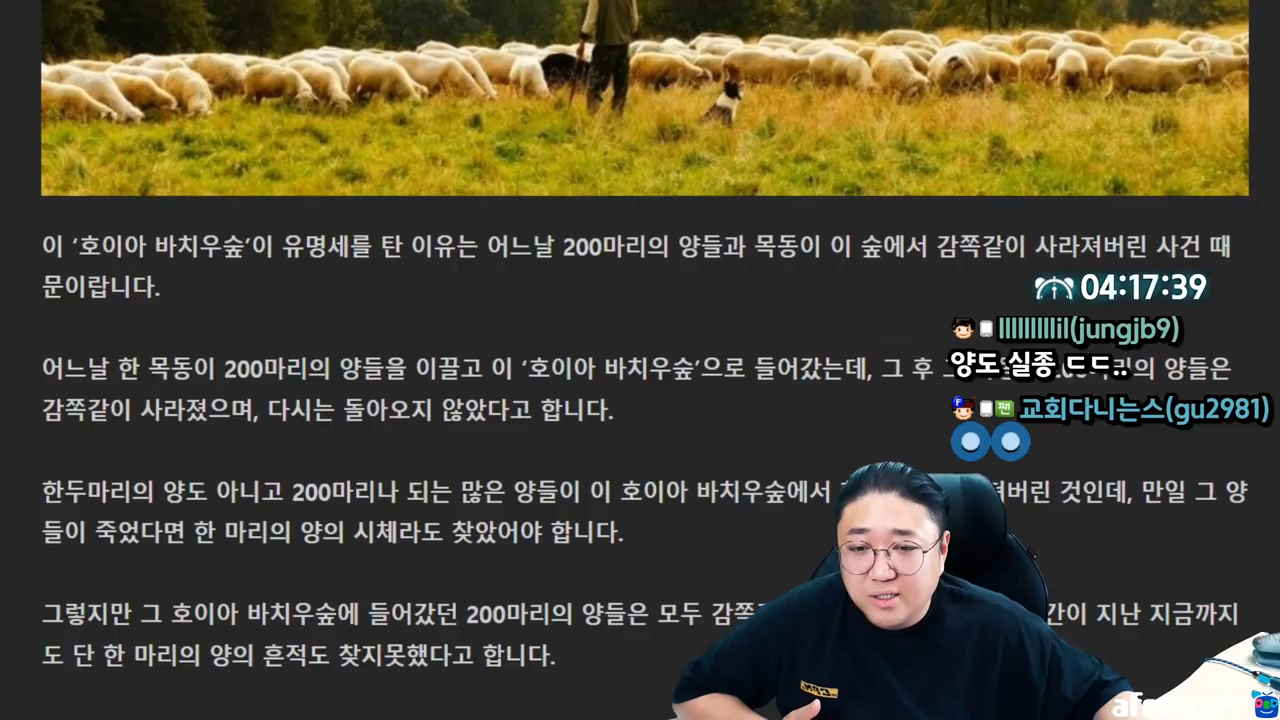 이 ‘호이아 바치우숲’이 유명세를 탄 이유는 어느날 200마리의 양들과 목동이 이 숲에서 감쪽같이 사라져버린 사건 때
문이랍니다.
04:17:39
llllllllllil(jungjb9)
양도 실종 ㄷㄷ..
어느날 한 목동이 200마리의 양들을 이끌고 이 ‘호이아 바치우숲’으로 들어갔는데, 그 후 의 양들은
감쪽같이 사라졌으며, 다시는 돌아오지 않았다고 합니다.
교회다니는스(gu2981)
한두마리의 양도 아니고 200마리나 되는 많은 양들이 이 호이아 바치우숲에서 져버린 것인데, 만일 그 양
들이 죽었다면 한 마리의 양의 시체라도 찾았어야 합니다.
그렇지만 그 호이아 바치우숲에 들어갔던 200마리의 양들은 모두 간이 지난 지금까지
도 단 한 마리의 양의 흔적도 찾지못했다고 합니다.